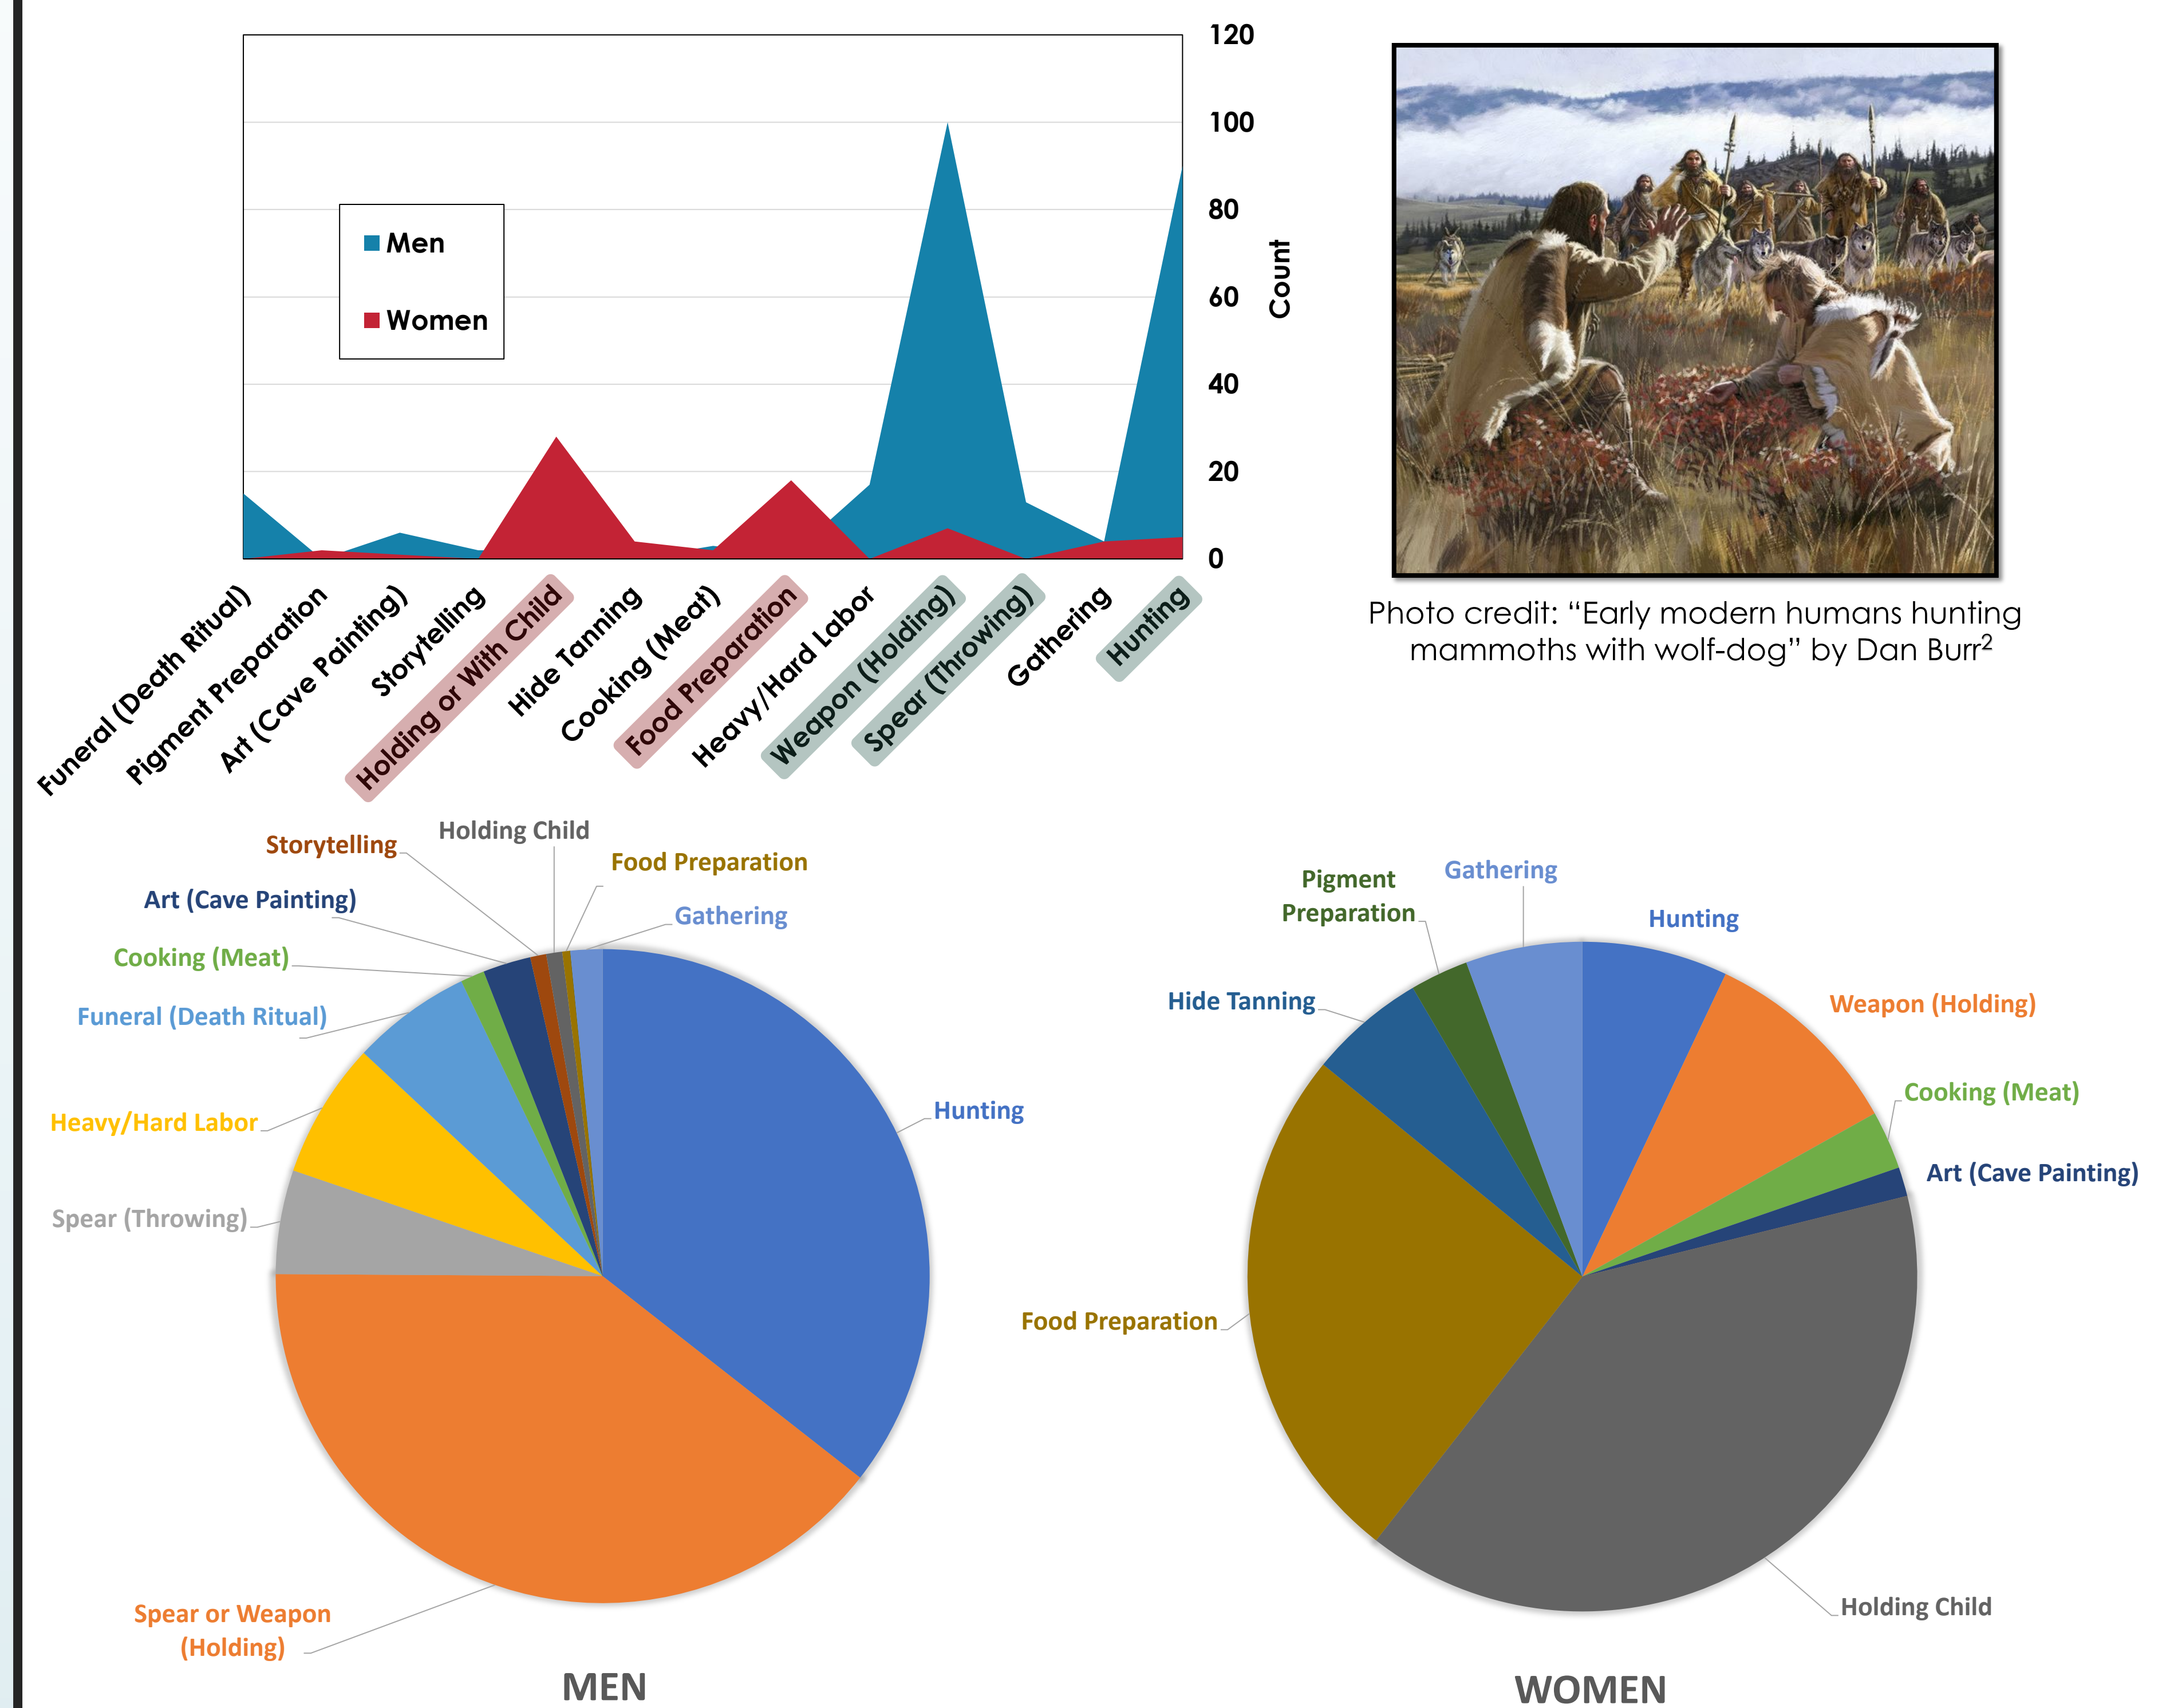 120
100
80
60
40
20
0
Count
Men
Women
Funeral (Death Ritual)
Pigment Preparation
Art (Cave Painting)
Storytelling
Holding or With Child
Hide Tanning
Cooking (Meat)
Food Preparation
Heavy/Hard Labor
Weapon (Holding)
Spear (Throwing)
Gathering
Hunting
Photo credit: “Early modern humans hunting
mammoths with wolf-dog” by Dan Burr²
Holding Child
Storytelling
Food Preparation
Art (Cave Painting)
Gathering
Cooking (Meat)
Funeral (Death Ritual)
Hunting
Heavy/Hard Labor
Spear (Throwing)
Spear or Weapon
(Holding)
MEN
Gathering
Pigment
Preparation
Hunting
Hide Tanning
Weapon (Holding)
Cooking (Meat)
Art (Cave Painting)
Food Preparation
Holding Child
WOMEN